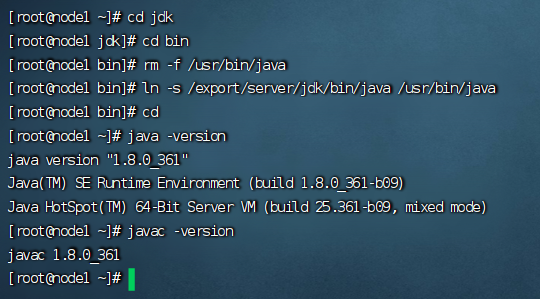 [root@node1 ~]# cd jdk
[root@node1 jdk]# cd bin
[root@node1 bin]# rm -f /usr/bin/java
[root@node1 bin]# ln -s /export/server/jdk/bin/java /usr/bin/java
[root@node1 bin]# cd
[root@node1 ~]# java -version
java version "1.8.0_361"
Java(TM) SE Runtime Environment (build 1.8.0_361-b09)
Java HotSpot(TM) 64-Bit Server VM (build 25.361-b09, mixed mode)
[root@node1 ~]# javac -version
javac 1.8.0_361
[root@node1 ~]#